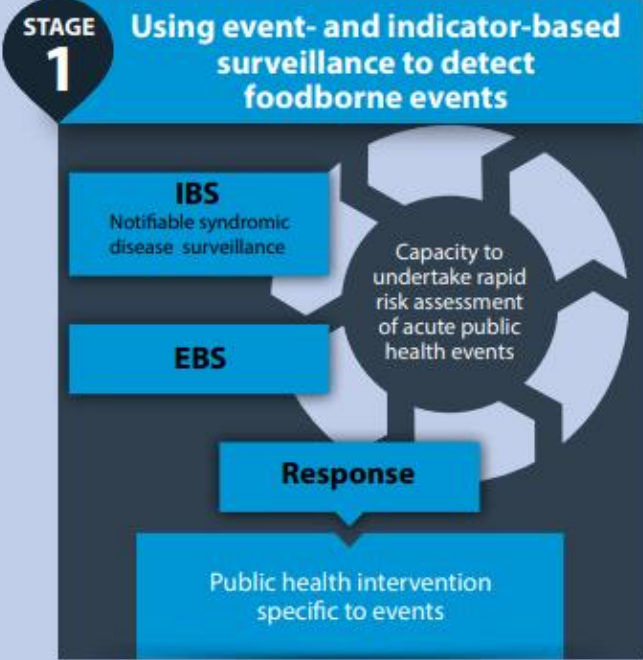 STAGE
1
Using event- and indicator-based
surveillance to detect
foodborne events
IBS
Notifiable syndromic
disease surveillance
EBS
Capacity to
undertake rapid
risk assessment
of acute public
health events
Response
Public health intervention
specific to events